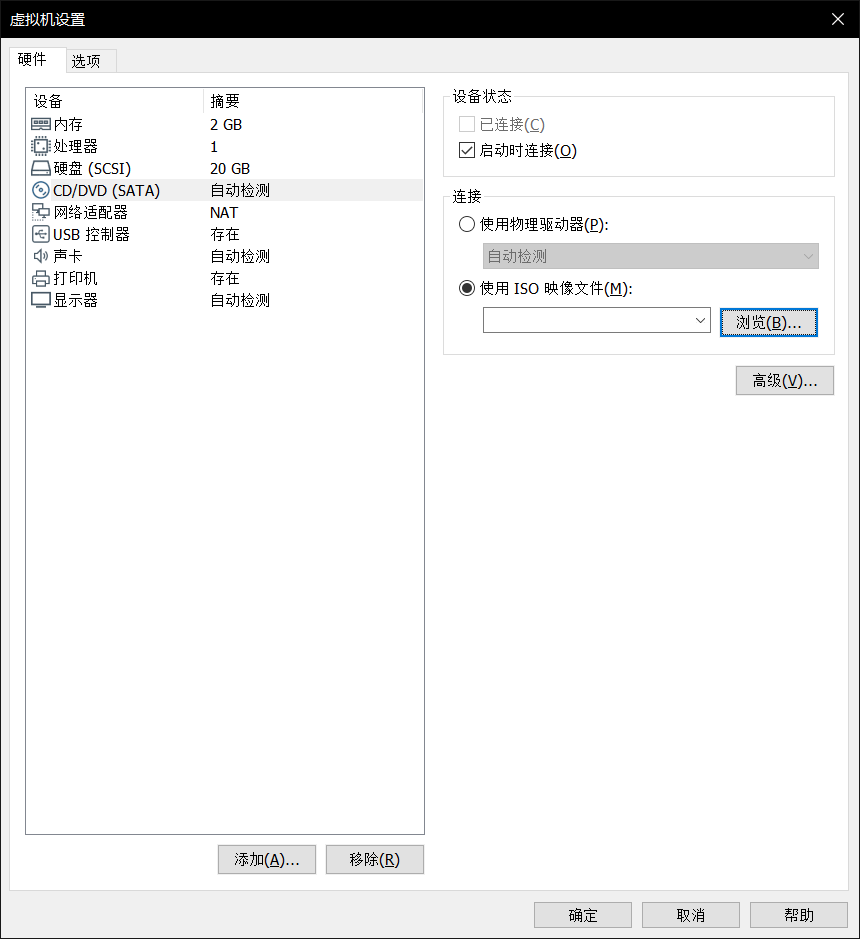 虚拟机设置
硬件 选项
设备 摘要
内存 2 GB
处理器 1
硬盘 (SCSI) 20 GB
CD/DVD (SATA) 自动检测
网络适配器 NAT
USB 控制器 存在
声卡 自动检测
打印机 存在
显示器 自动检测
添加(A)... 移除(R)
设备状态
已连接(C)
启动时连接(O)
连接
使用物理驱动器(P):
自动检测
使用 ISO 映像文件(M):
浏览(B)...
高级(V)...
确定 取消 帮助